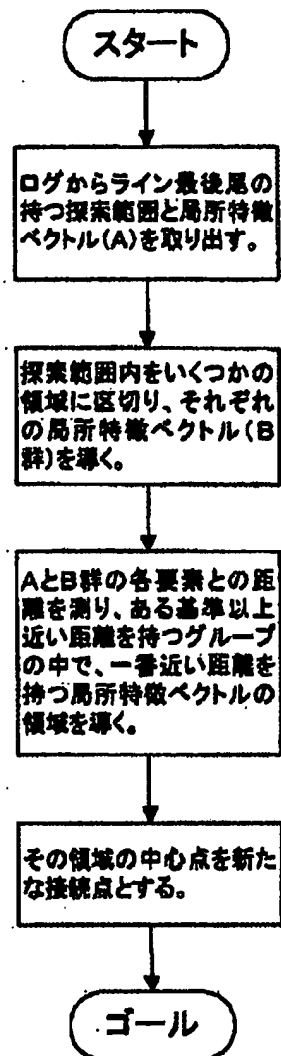 スタート
ログからライン最後尾の
持つ探索範囲と局所特徴
ベクトル(A)を取り出す。
探索範囲内をいくつかの
領域に区切り、それぞれ
の局所特徴ベクトル(B
群)を導く。
AとB群の各要素との距
離を測り、ある基準以上
近い距離を持つグループ
の中で、一番近い距離を
持つ局所特徴ベクトルの
領域を導く。
その領域の中心点を新た
な接続点とする。
ゴール